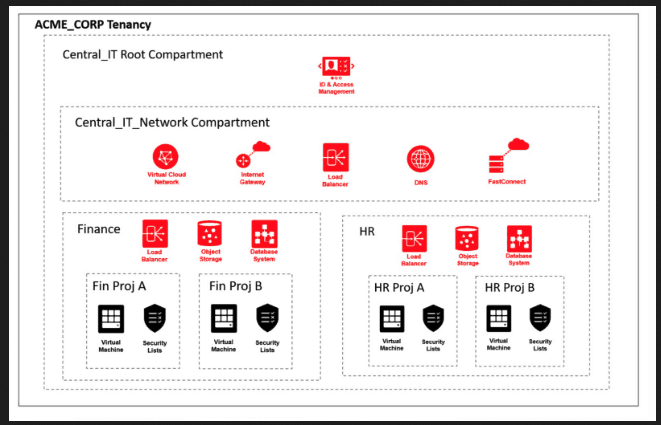 ACME_CORP Tenancy
Central_IT Root Compartment
ID & Access
Management
Central_IT_Network Compartment
Virtual Cloud
Network
Internet
Gateway
Load
Balancer
DNS
FastConnect
Finance
Load
Balancer
Object
Storage
Database
System
HR
Load
Balancer
Object
Storage
Database
System
Fin Proj A
Virtual
Machine
Security
Lists
Fin Proj B
Virtual
Machine
Security
Lists
HR Proj A
Virtual
Machine
Security
Lists
HR Proj B
Virtual
Machine
Security
Lists